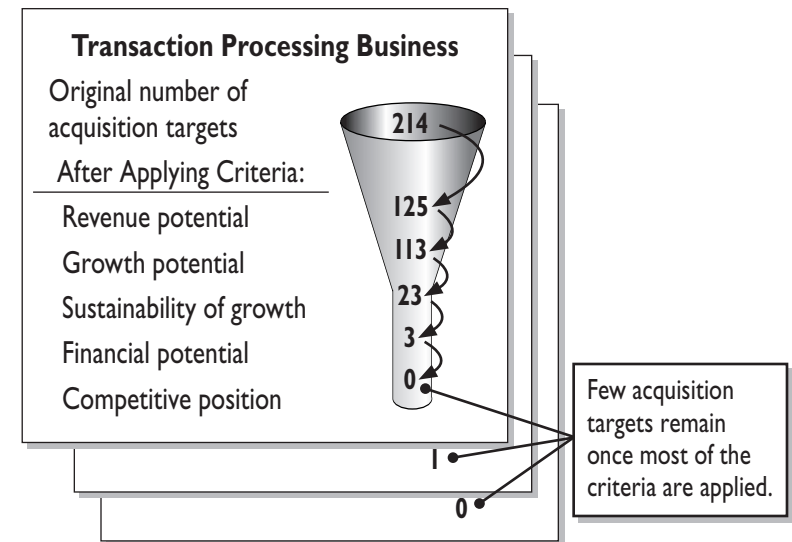 Transaction Processing Business
Original number of
acquisition targets
214
After Applying Criteria:
Revenue potential
125
Growth potential
113
Sustainability of growth
23
Financial potential
3
Competitive position
0
1
0
Few acquisition
targets remain
once most of the
criteria are applied.